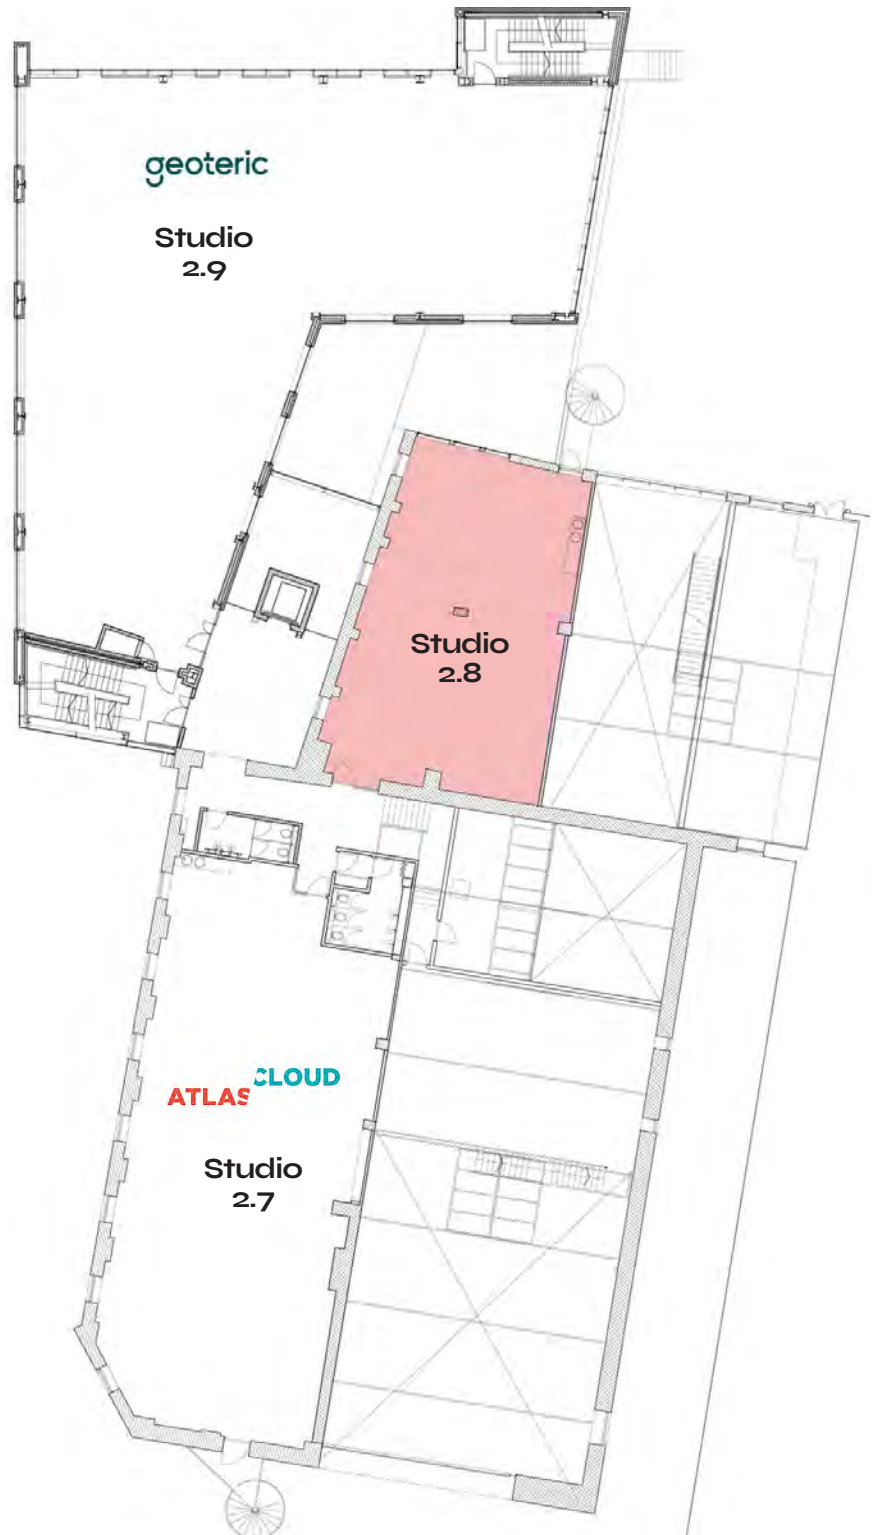 geoteric
Studio
2.9
Studio
2.8
ATLAS CLOUD
Studio
2.7